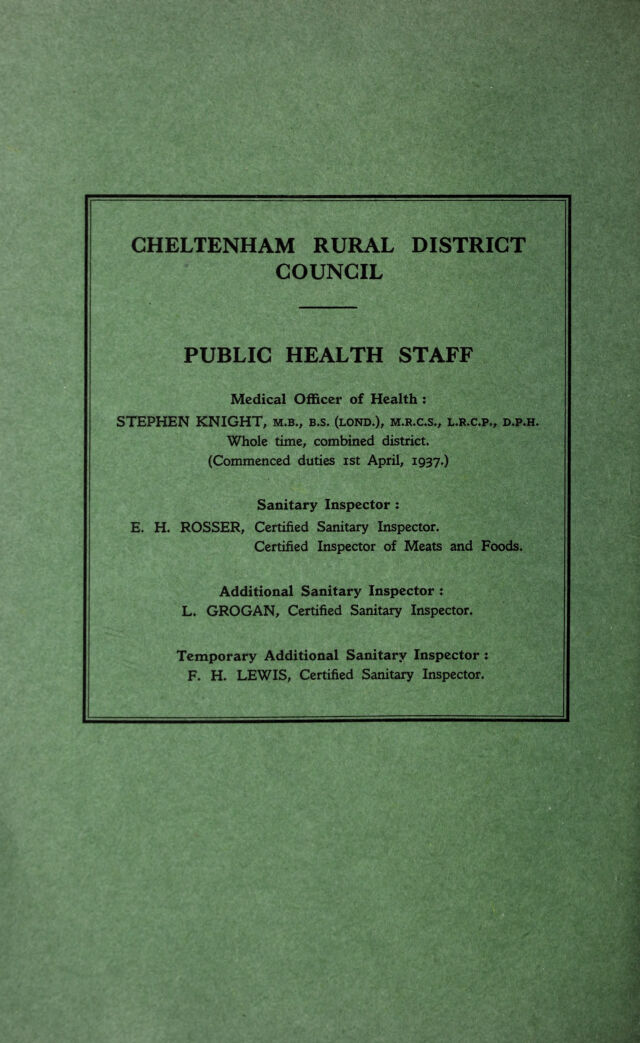 CHELTENHAM RURAL DISTRICT
COUNCIL
PUBLIC HEALTH STAFF
Medical Officer of Health :
STEPHEN KNIGHT, M.B., B.S. (LOND.), M.R.C.S., L.R.C.P., D.P.H.
Whole time, combined district.
(Commenced duties 1st April, 1937.)
Sanitary Inspector :
E. H. ROSSER, Certified Sanitary Inspector.
Certified Inspector of Meats and Foods.
Additional Sanitary Inspector :
L. GROGAN, Certified Sanitary Inspector.
Temporary Additional Sanitary Inspector :
F. H. LEWIS, Certified Sanitary Inspector.